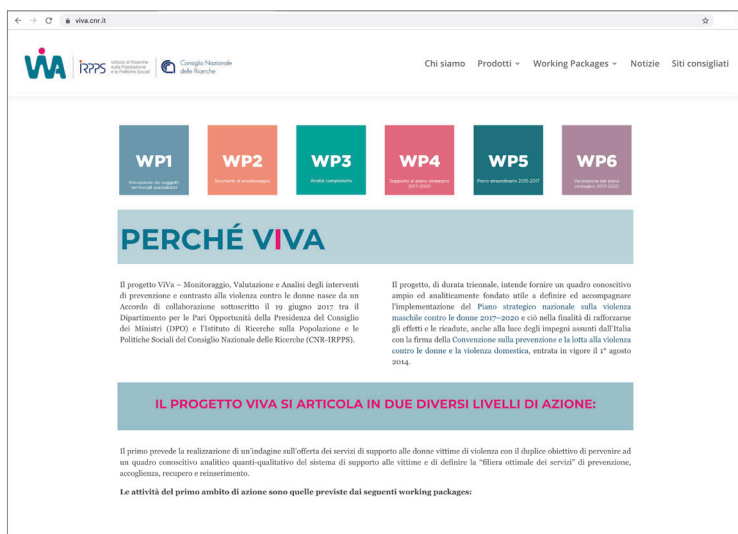 viva.cnr.it
ViVA
iRPPS
Istituto di Ricerche
sulla Popolazione
e le Politiche Sociali
Consiglio Nazionale
delle Ricerche
Chi siamo
Prodotti
Working Packages
Notizie
Siti consigliati
WP1
Rilevazione dei soggetti
territoriali specialistici
WP2
Strumenti di monitoraggio
WP3
Analisi campionaria
WP4
Supporto al piano strategico
2017-2020
WP5
Piano straordinario 2015-2017
WP6
Valutazione del piano
strategico 2017-2020
PERCHÉ VIVA
Il progetto ViVa – Monitoraggio, Valutazione e Analisi degli interventi
di prevenzione e contrasto alla violenza contro le donne nasce da un
Accordo di collaborazione sottoscritto il 19 giugno 2017 tra il
Dipartimento per le Pari Opportunità della Presidenza del Consiglio
dei Ministri (DPO) e l'Istituto di Ricerche sulla Popolazione e le
Politiche Sociali del Consiglio Nazionale delle Ricerche (CNR-IRPPS).
Il progetto, di durata triennale, intende fornire un quadro conoscitivo
ampio ed analiticamente fondato utile a definire ed accompagnare
l'implementazione del Piano strategico nazionale sulla violenza
maschile contro le donne 2017–2020 e ciò nella finalità di rafforzarne
gli effetti e le ricadute, anche alla luce degli impegni assunti dall'Italia
con la firma della Convenzione sulla prevenzione e la lotta alla violenza
contro le donne e la violenza domestica, entrata in vigore il 1° agosto
2014.
IL PROGETTO VIVA SI ARTICOLA IN DUE DIVERSI LIVELLI DI AZIONE:
Il primo prevede la realizzazione di un'indagine sull'offerta dei servizi di supporto alle donne vittime di violenza con il duplice obiettivo di pervenire ad
un quadro conoscitivo analitico quanti-qualitativo del sistema di supporto alle vittime e di definire la "filiera ottimale dei servizi" di prevenzione,
accoglienza, recupero e reinserimento.
Le attività del primo ambito di azione sono quelle previste dai seguenti working packages: